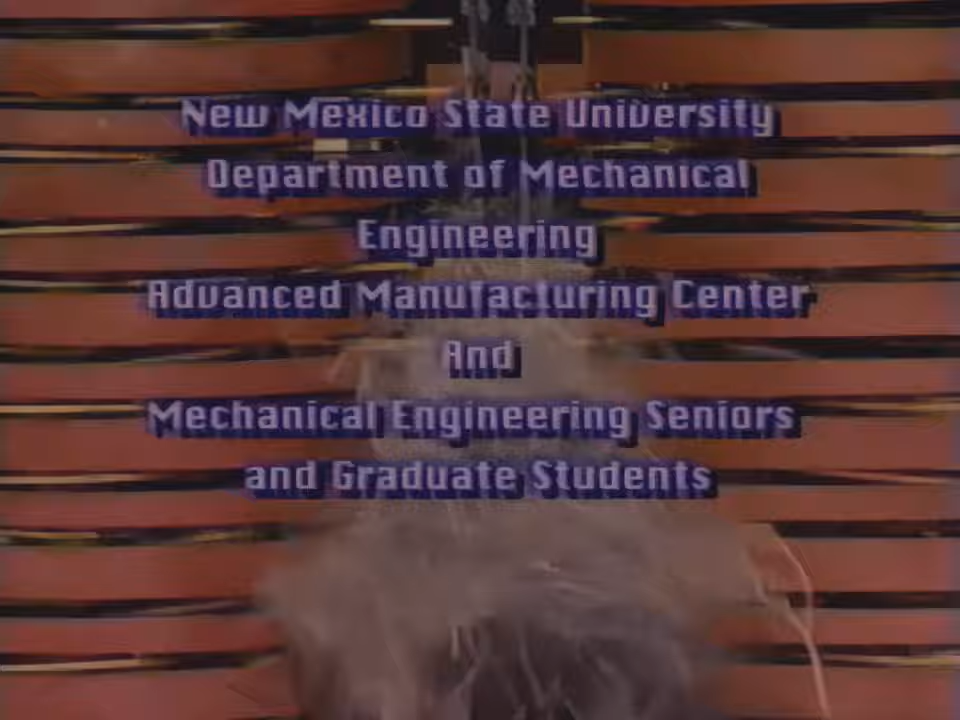 New Mexico State University
Department of Mechanical
Engineering
Advanced Manufacturing Center
And
Mechanical Engineering Seniors
and Graduate Students